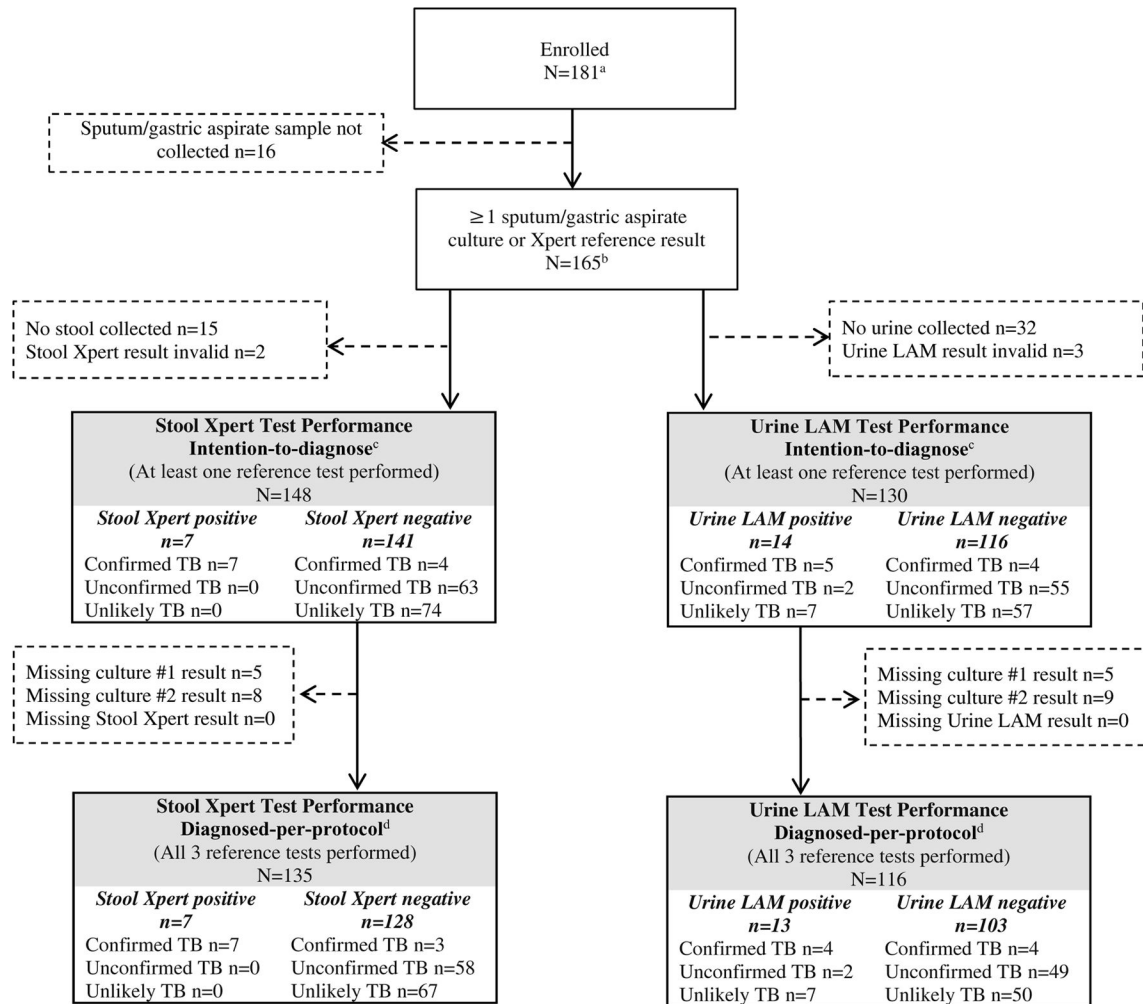 Enrolled
N=181ᵃ
Sputum/gastric aspirate sample not
collected n=16
≥1 sputum/gastric aspirate
culture or Xpert reference result
N=165ᵇ
No stool collected n=15
Stool Xpert result invalid n=2
No urine collected n=32
Urine LAM result invalid n=3
Stool Xpert Test Performance
Intention-to-diagnoseᶜ
(At least one reference test performed)
N=148
Stool Xpert positive
n=7
Confirmed TB n=7
Unconfirmed TB n=0
Unlikely TB n=0
Stool Xpert negative
n=141
Confirmed TB n=4
Unconfirmed TB n=63
Unlikely TB n=74
Urine LAM Test Performance
Intention-to-diagnoseᶜ
(At least one reference test performed)
N=130
Urine LAM positive
n=14
Confirmed TB n=5
Unconfirmed TB n=2
Unlikely TB n=7
Urine LAM negative
n=116
Confirmed TB n=4
Unconfirmed TB n=55
Unlikely TB n=57
Missing culture #1 result n=5
Missing culture #2 result n=8
Missing Stool Xpert result n=0
Missing culture #1 result n=5
Missing culture #2 result n=9
Missing Urine LAM result n=0
Stool Xpert Test Performance
Diagnosed-per-protocolᵈ
(All 3 reference tests performed)
N=135
Stool Xpert positive
n=7
Confirmed TB n=7
Unconfirmed TB n=0
Unlikely TB n=0
Stool Xpert negative
n=128
Confirmed TB n=3
Unconfirmed TB n=58
Unlikely TB n=67
Urine LAM Test Performance
Diagnosed-per-protocolᵈ
(All 3 reference tests performed)
N=116
Urine LAM positive
n=13
Confirmed TB n=4
Unconfirmed TB n=2
Unlikely TB n=7
Urine LAM negative
n=103
Confirmed TB n=4
Unconfirmed TB n=49
Unlikely TB n=50